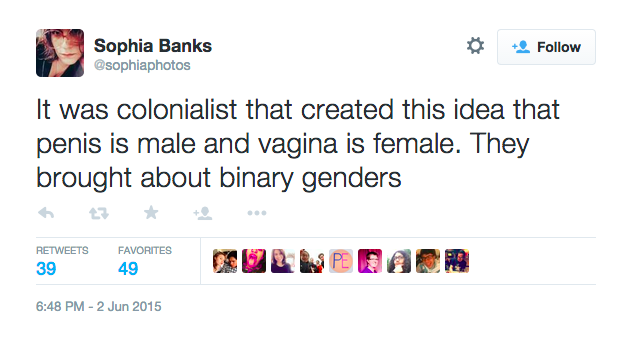 Sophia Banks
@sophiaphotos
Follow
It was colonialist that created this idea that
penis is male and vagina is female. They
brought about binary genders
RETWEETS FAVORITES
39 49
PE
6:48 PM - 2 Jun 2015